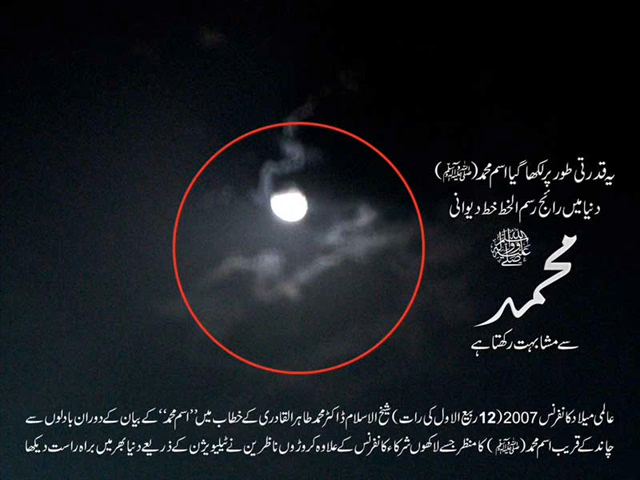 یہ قدرتی طور پر لکھا گیا اسم محمد (ﷺ)
دنیا میں رائج رسم الخط خط دیوانی
ﷺ
محمد
سے مشابہت رکھتا ہے
عالمی میلاد کانفرنس 2007 (12 ربیع الاول کی رات) شیخ الاسلام ڈاکٹر محمد طاہر القادری کے خطاب میں ”اسم محمد“ کے بیان کے دوران بادلوں سے
چاند کے قریب اسم محمد (ﷺ) کا منظر جسے لاکھوں شرکاء کانفرنس کے علاوہ کروڑوں ناظرین نے ٹیلیویژن کے ذریعے دنیا بھر میں براہ راست دیکھا